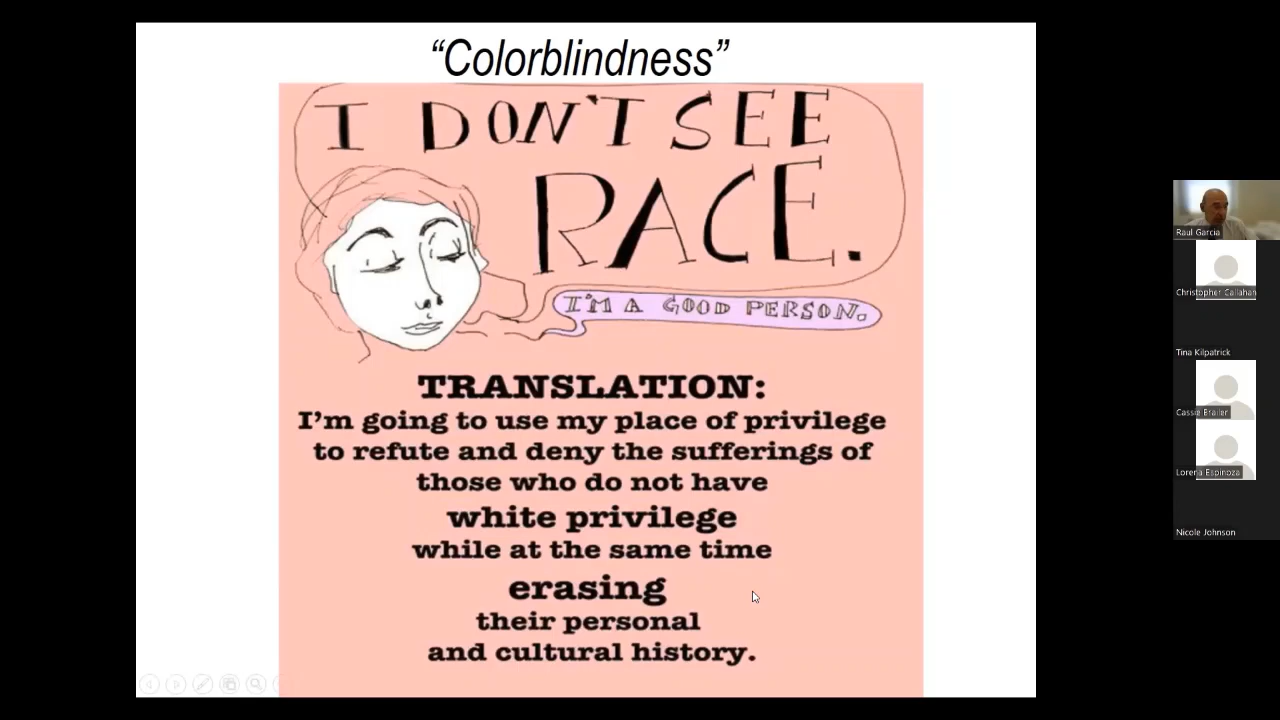 “Colorblindness”
I DON'T SEE
RACE.
I'M A GOOD PERSON.
TRANSLATION:
I’m going to use my place of privilege
to refute and deny the sufferings of
those who do not have
white privilege
while at the same time
erasing
their personal
and cultural history.
Raul Garcia
Christopher Callahan
Tina Kilpatrick
Cassie Brailer
Lorena Espinoza
Nicole Johnson